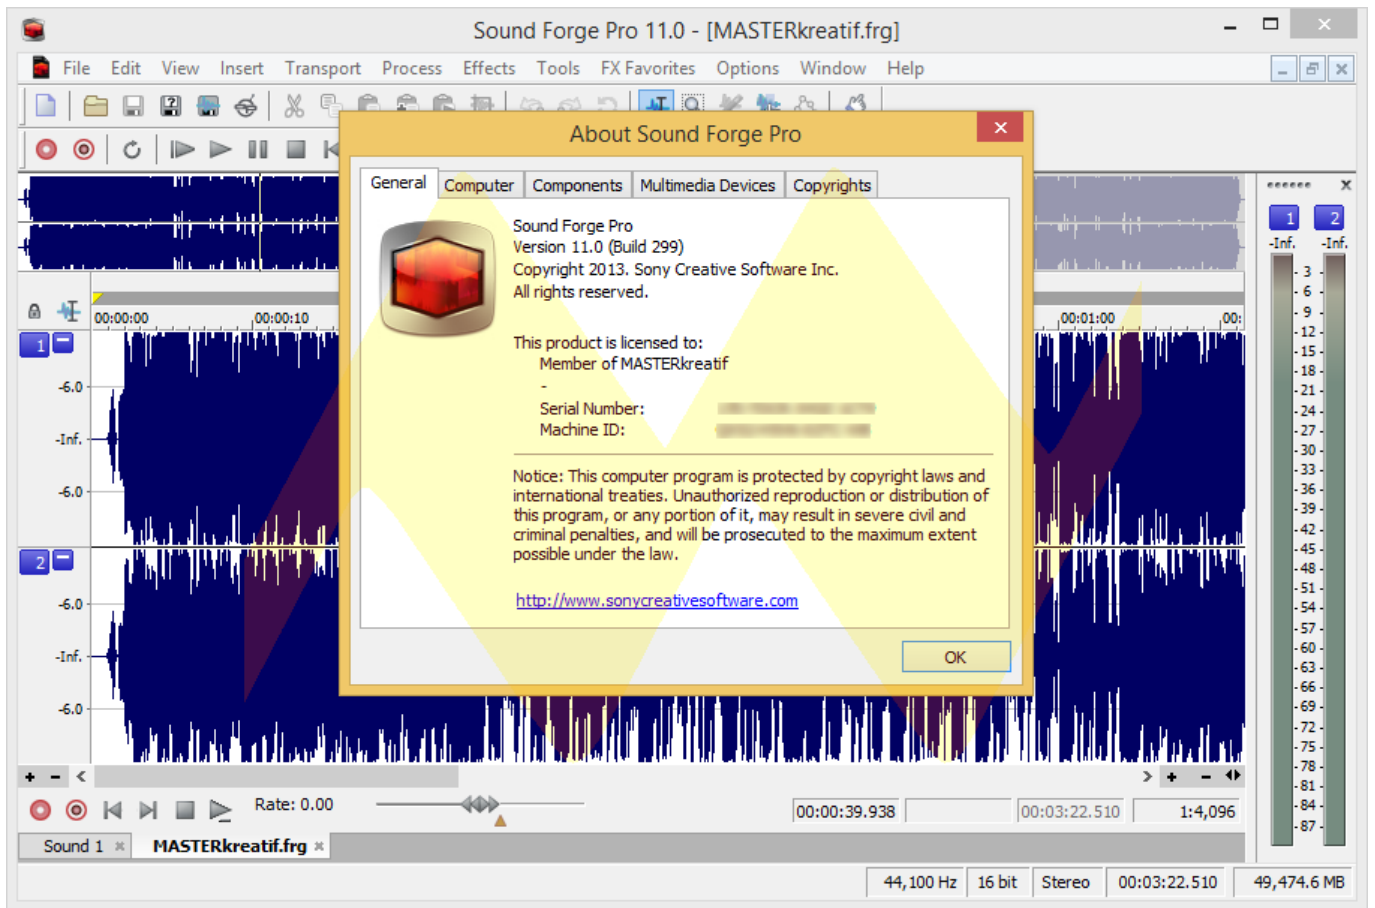 Sound Forge Pro 11.0 - [MASTERkreatif.frg]
File Edit View Insert Transport Process Effects Tools FX Favorites Options Window Help
About Sound Forge Pro
General Computer Components Multimedia Devices Copyrights
Sound Forge Pro
Version 11.0 (Build 299)
Copyright 2013. Sony Creative Software Inc.
All rights reserved.
This product is licensed to:
Member of MASTERkreatif
-
Serial Number:
Machine ID:
Notice: This computer program is protected by copyright laws and
international treaties. Unauthorized reproduction or distribution of
this program, or any portion of it, may result in severe civil and
criminal penalties, and will be prosecuted to the maximum extent
possible under the law.
http://www.sonycreativesoftware.com
OK
1 2
-Inf. -Inf.
- 3 -
- 6 -
- 9 -
- 12 -
- 15 -
- 18 -
- 21 -
- 24 -
- 27 -
- 30 -
- 33 -
- 36 -
- 39 -
- 42 -
- 45 -
- 48 -
- 51 -
- 54 -
- 57 -
- 60 -
- 63 -
- 66 -
- 69 -
- 72 -
- 75 -
- 78 -
- 81 -
- 84 -
- 87 -
00:00:00 00:00:10 00:01:00 00:
1
-6.0
-Inf.
-6.0
2
-6.0
-Inf.
-6.0
Rate: 0.00
00:00:39.938 00:03:22.510 1:4,096
Sound 1 MASTERkreatif.frg
44,100 Hz 16 bit Stereo 00:03:22.510 49,474.6 MB